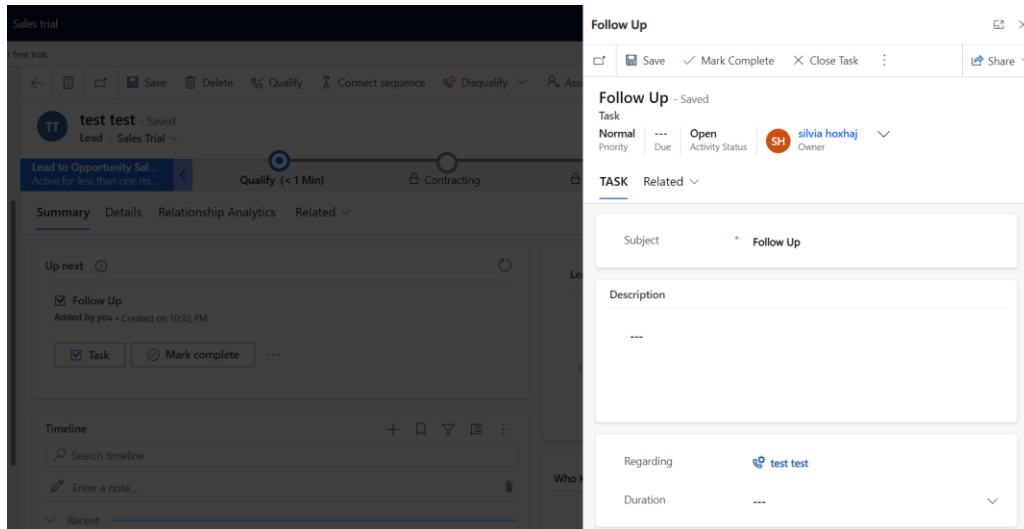 Sales trial
r free trial.
Save
Delete
Qualify
Connect sequence
Disqualify
Ass
TT
test test - Saved
Lead · Sales Trial
Lead to Opportunity Sal...
Active for less than one mi...
Qualify (< 1 Min)
Contracting
Summary
Details
Relationship Analytics
Related
Up next
Follow Up
Added by you • Created on 10:32 PM
Task
Mark complete
Timeline
Search timeline
Enter a note...
Recent
Le
Who K
Follow Up
Save
Mark Complete
Close Task
Share
Follow Up - Saved
Task
Normal
Priority
---
Due
Open
Activity Status
SH
silvia hoxhaj
Owner
TASK
Related
Subject * Follow Up
Description
---
Regarding test test
Duration ---